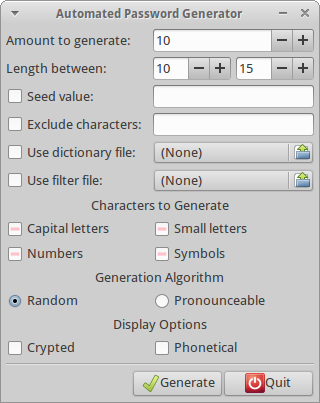 Automated Password Generator
Amount to generate: 10
Length between: 10 15
Seed value:
Exclude characters:
Use dictionary file: (None)
Use filter file: (None)
Characters to Generate
Capital letters Small letters
Numbers Symbols
Generation Algorithm
Random Pronounceable
Display Options
Crypted Phonetical
Generate Quit